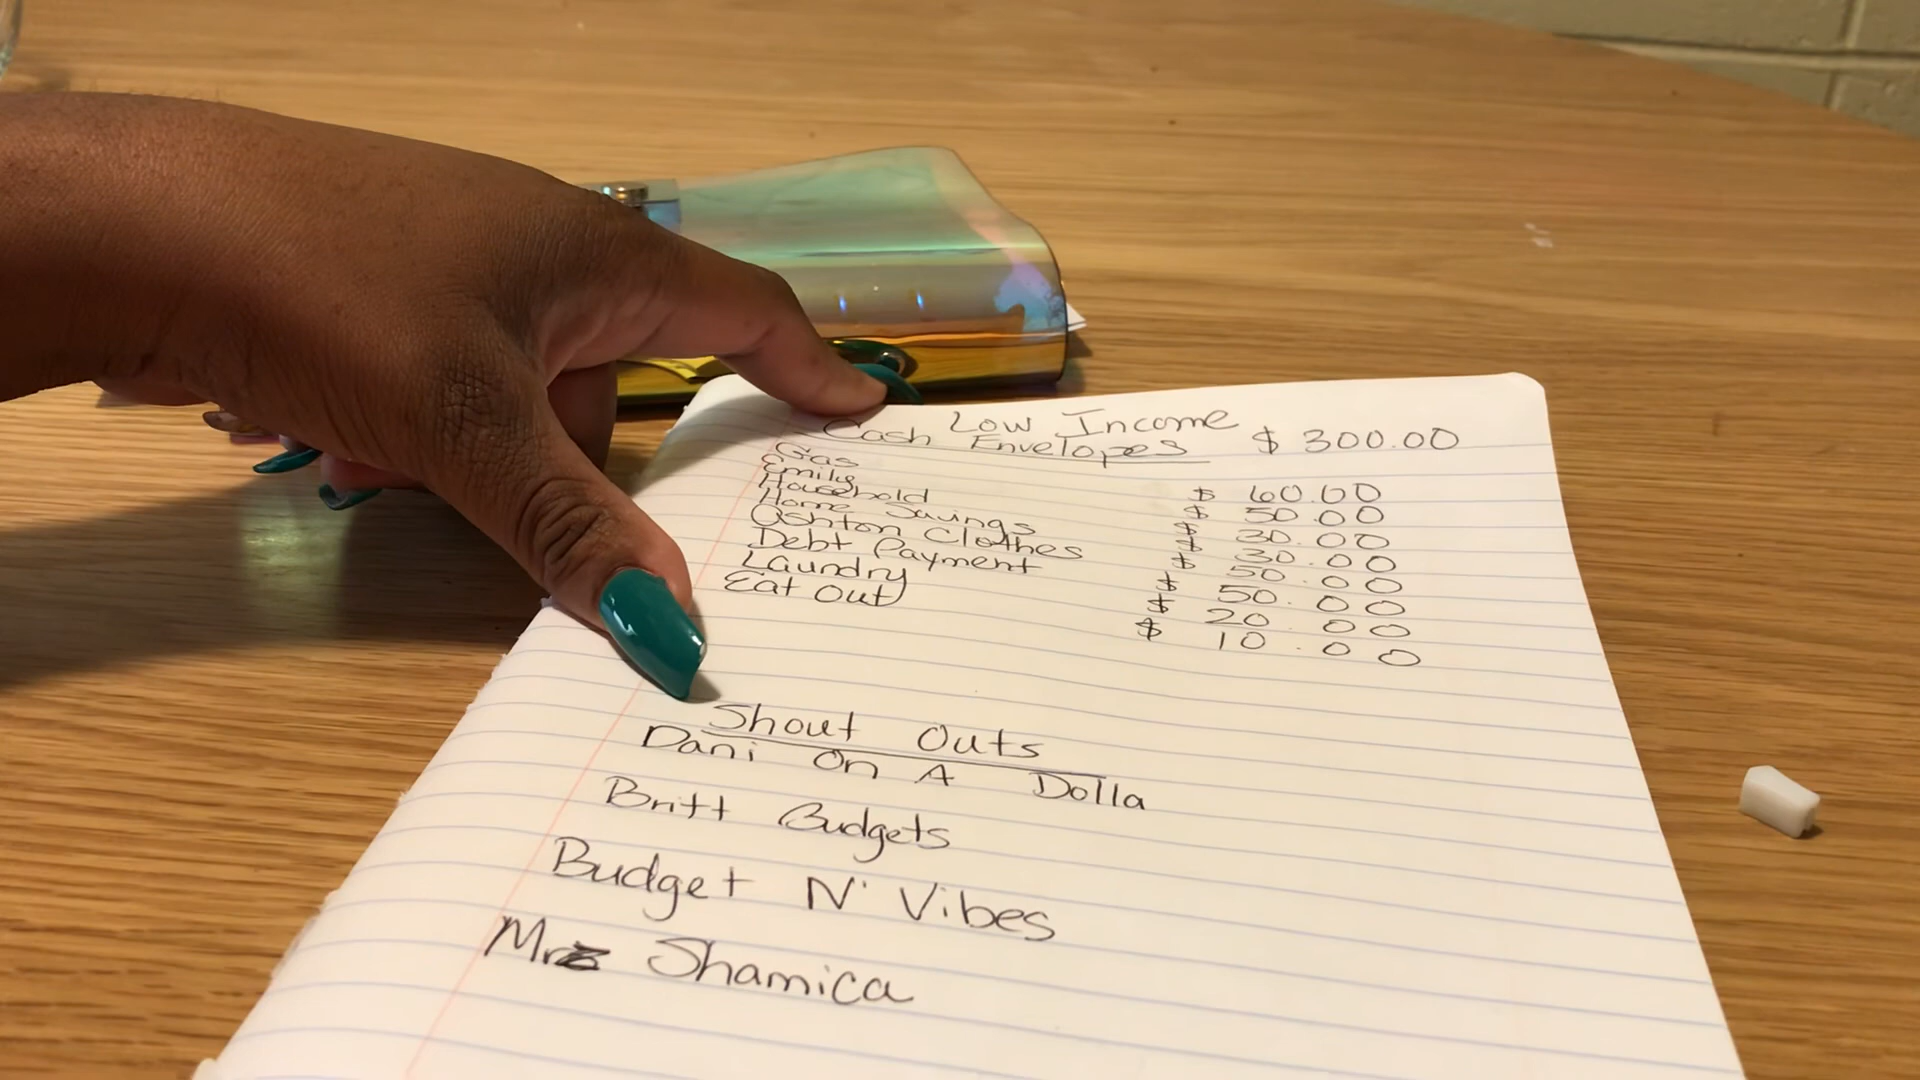 Low Income
Cash Envelopes $ 300.00
Gas $ 60.00
Emily $ 50.00
Household $ 30.00
Home Savings $ 30.00
Ashton Clothes $ 50.00
Debt Payment $ 50.00
Laundry $ 20.00
Eat Out $ 10.00
Shout Outs
Dani On A Dolla
Britt Budgets
Budget N' Vibes
Mrz Shamica